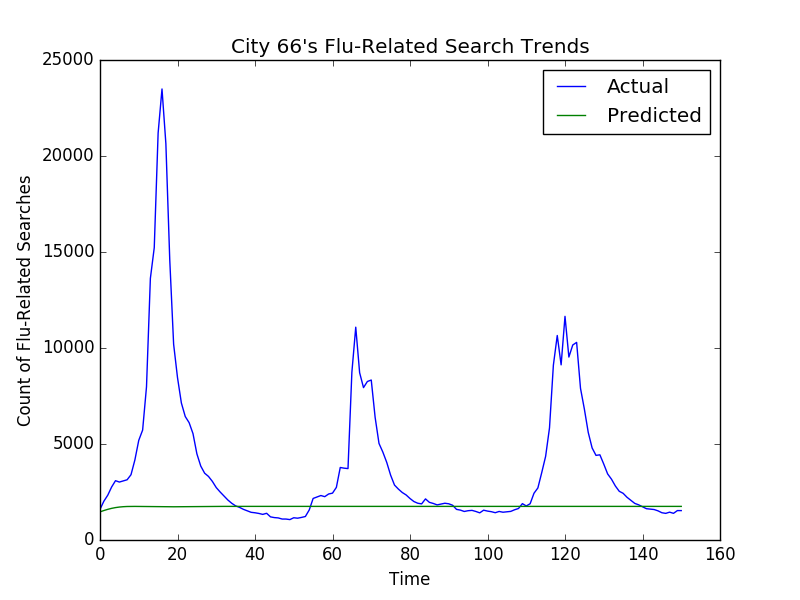 City 66's Flu-Related Search Trends
25000
20000
15000
10000
5000
0
Count of Flu-Related Searches
Actual
Predicted
0 20 40 60 80 100 120 140 160
Time